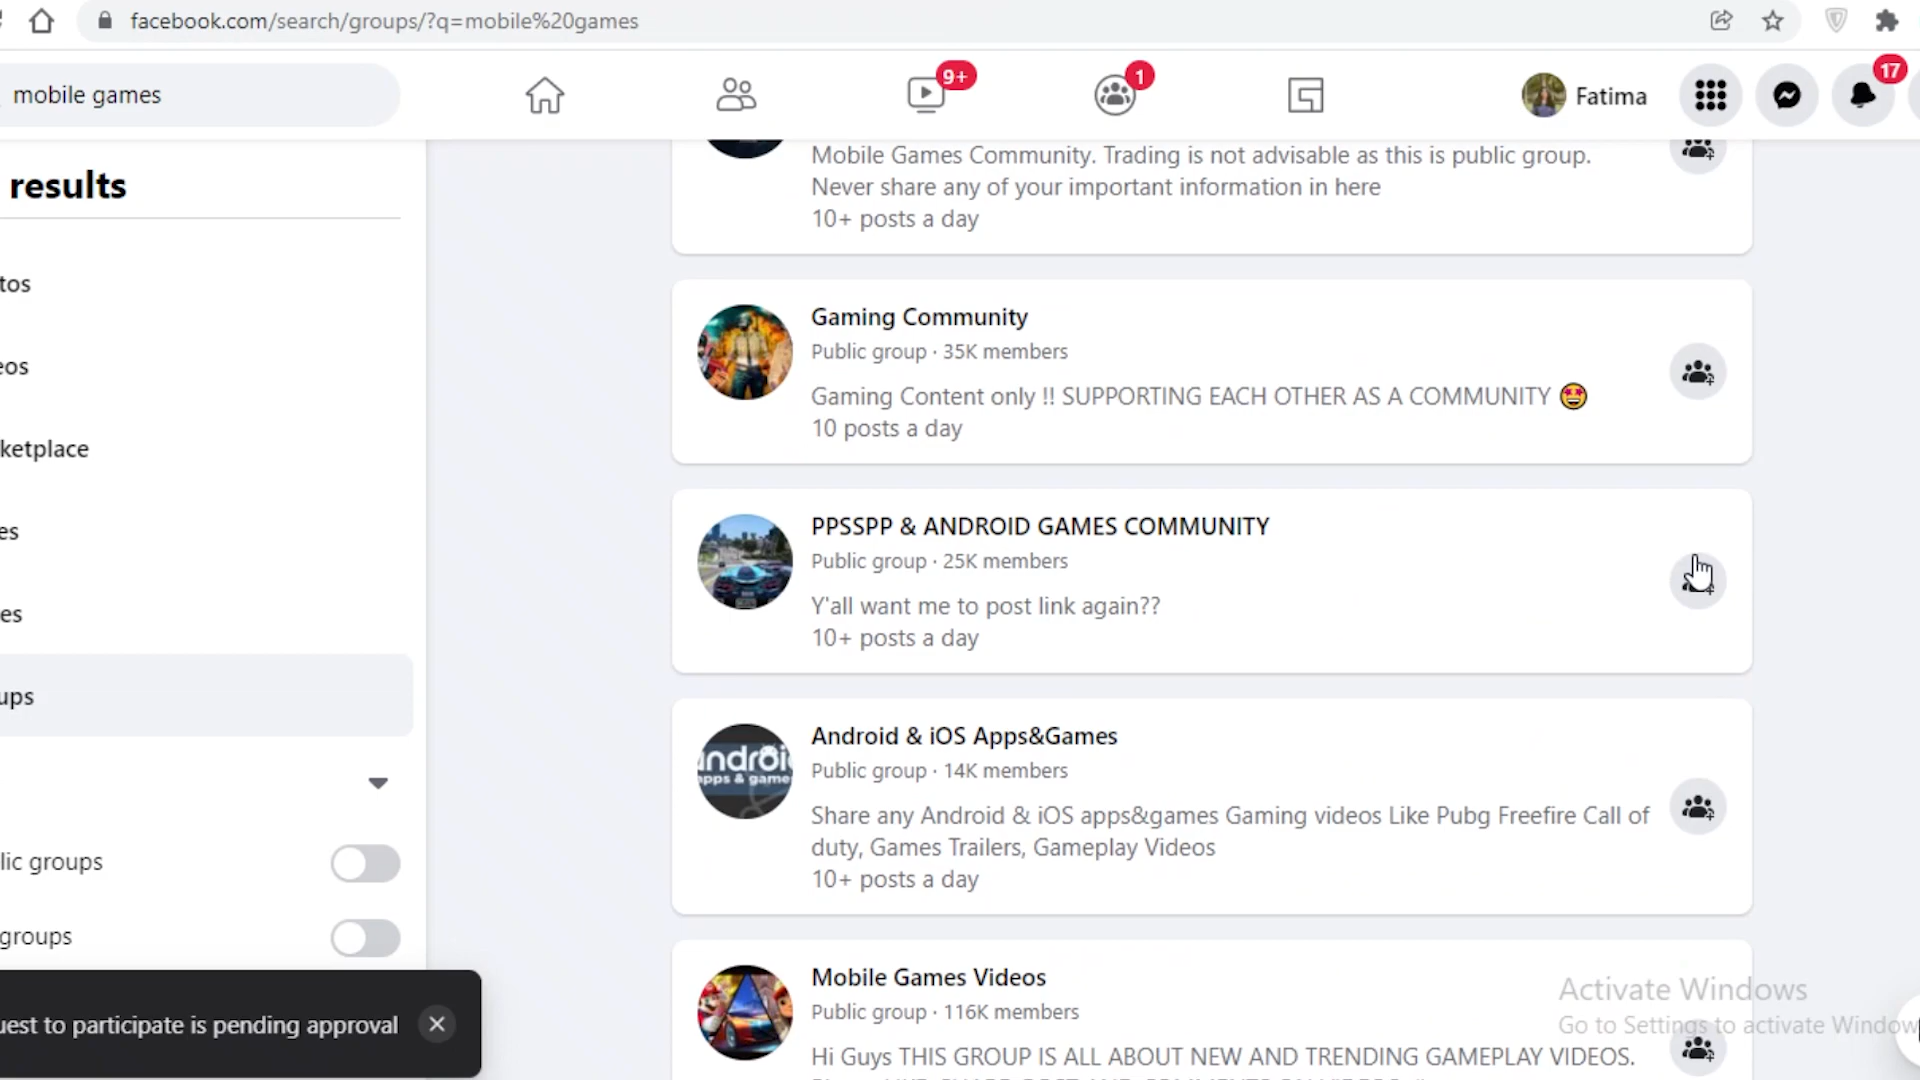 facebook.com/search/groups/?q=mobile%20games
mobile games
9+
1
Fatima
17
results
tos
eos
ketplace
es
es
ups
lic groups
groups
uest to participate is pending approval
Mobile Games Community. Trading is not advisable as this is public group.
Never share any of your important information in here
10+ posts a day
Gaming Community
Public group · 35K members
Gaming Content only !! SUPPORTING EACH OTHER AS A COMMUNITY 🤩
10 posts a day
PPSSPP & ANDROID GAMES COMMUNITY
Public group · 25K members
Y'all want me to post link again??
10+ posts a day
ndroi
apps & game
Android & iOS Apps&Games
Public group · 14K members
Share any Android & iOS apps&games Gaming videos Like Pubg Freefire Call of
duty, Games Trailers, Gameplay Videos
10+ posts a day
Mobile Games Videos
Public group · 116K members
Hi Guys THIS GROUP IS ALL ABOUT NEW AND TRENDING GAMEPLAY VIDEOS.
Activate Windows
Go to Settings to activate Window